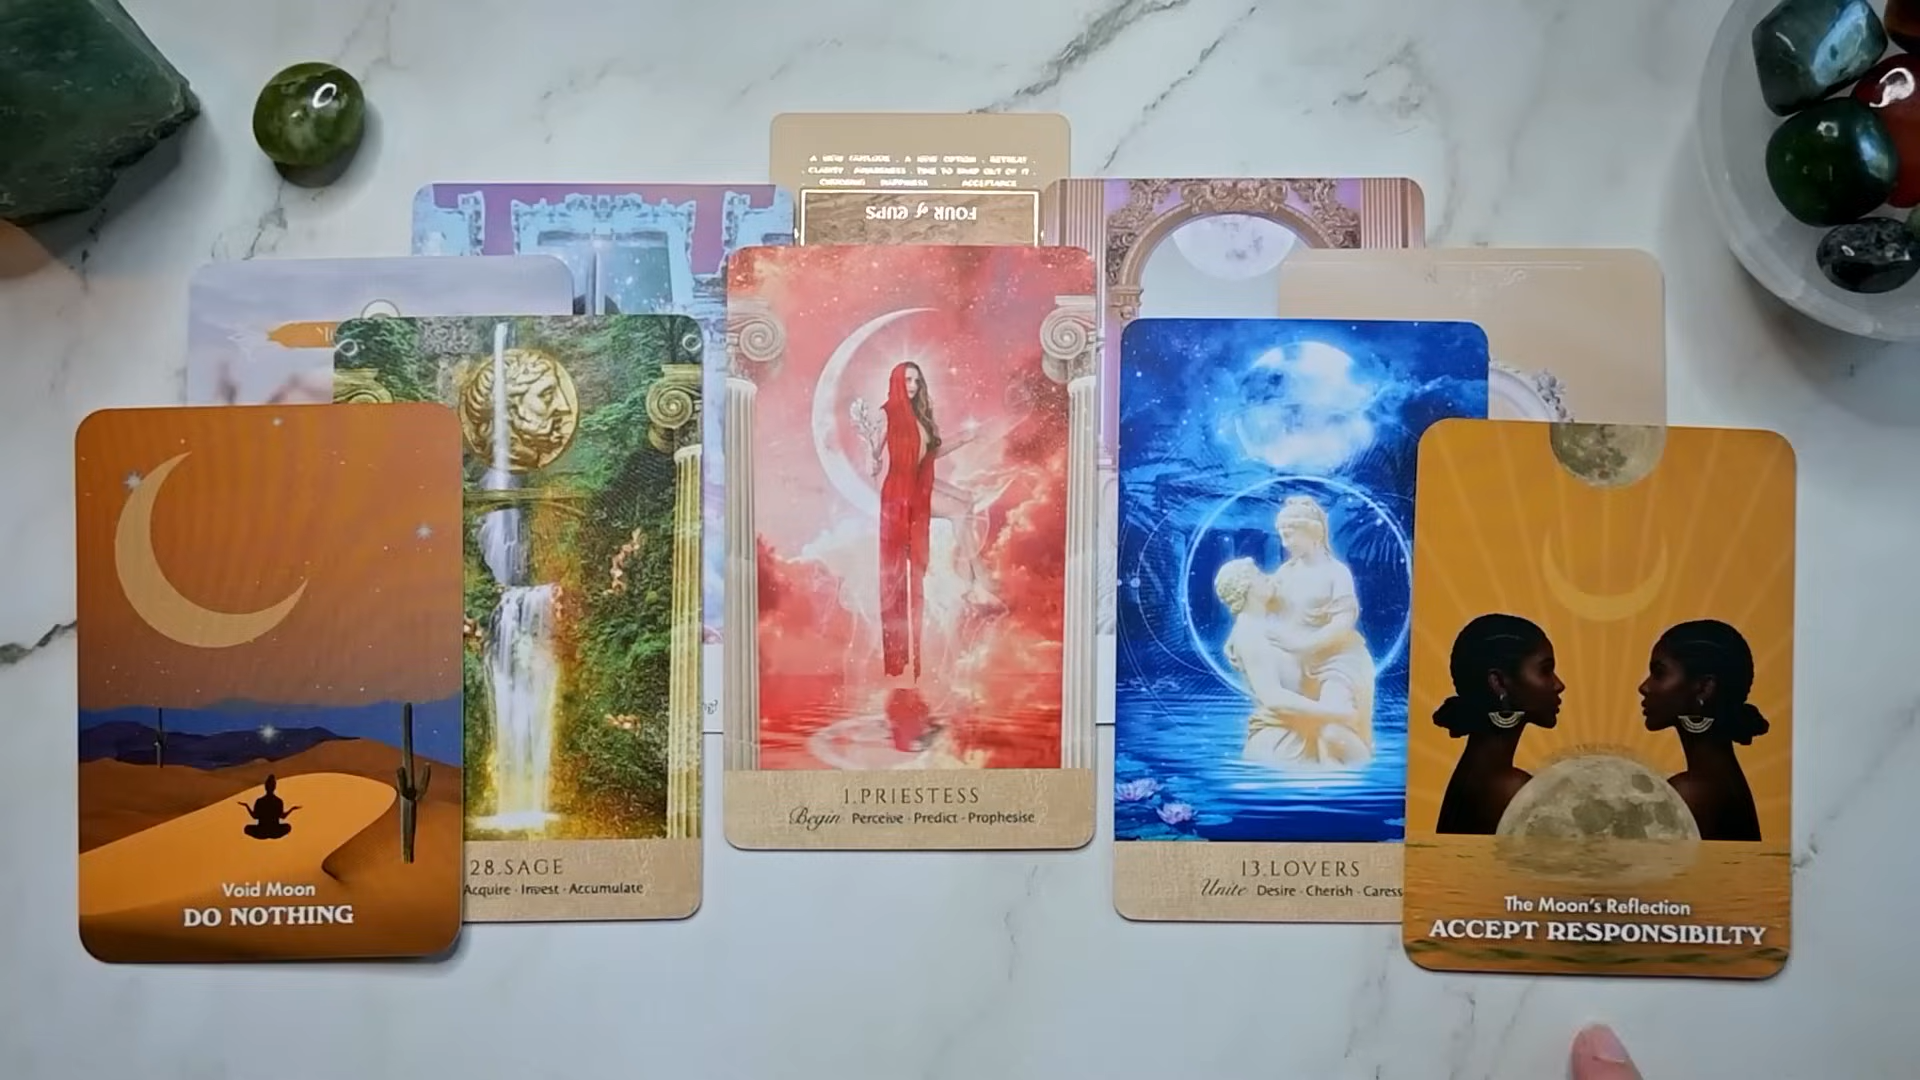 A NEW OUTLOOK . A NEW OPTION . RETREAT .
CLARITY . AWARENESS . TIME TO SNAP OUT OF IT .
CHOOSING HAPPINESS . ACCEPTANCE
FOUR of CUPS
1.PRIESTESS
Begin Perceive · Predict · Prophesise
28.SAGE
Acquire · Invest · Accumulate
13.LOVERS
Unite Desire · Cherish · Caress
Void Moon
DO NOTHING
The Moon's Reflection
ACCEPT RESPONSIBILTY